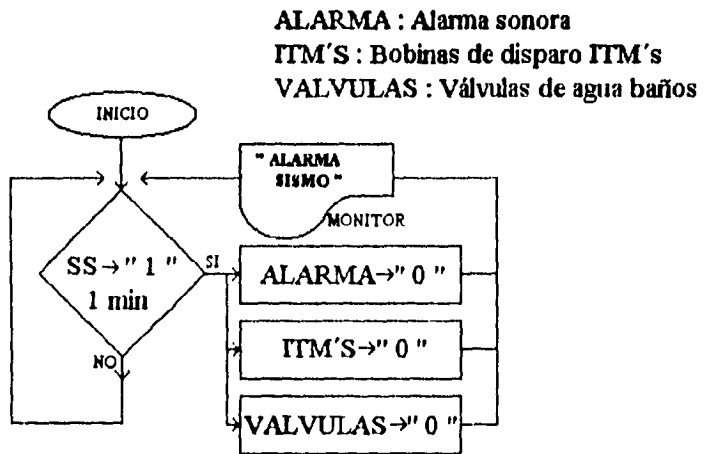 ALARMA : Alarma sonora
ITM´S : Bobinas de disparo ITM´s
VALVULAS : Válvulas de agua baños
INICIO
" ALARMA
SISMO "
MONITOR
SS→" 1 "
1 min
SI
NO
ALARMA→" 0 "
ITM´S→" 0 "
VALVULAS→" 0 "